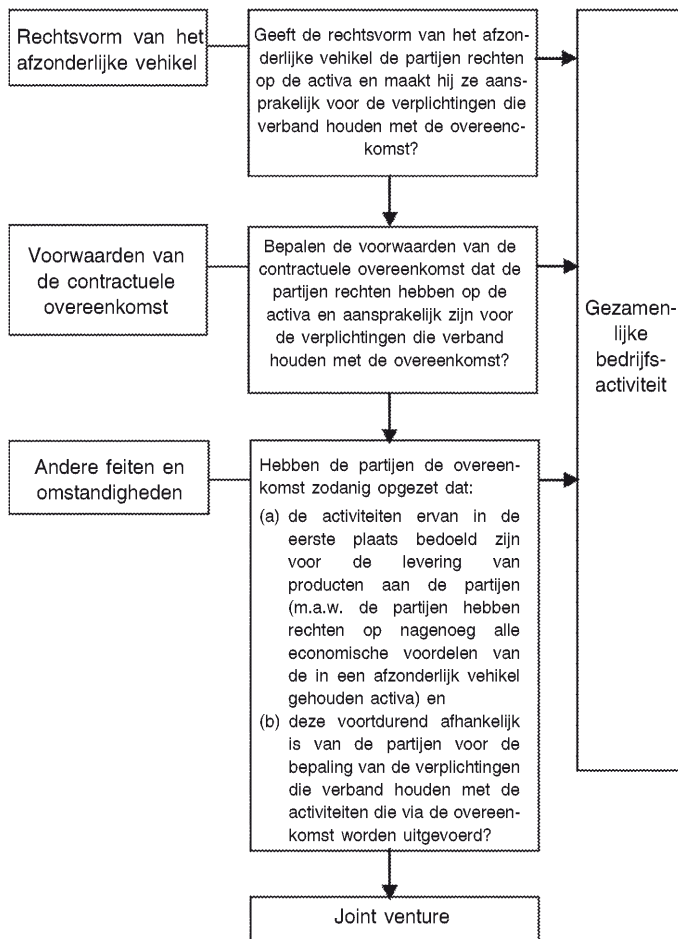 Rechtsvorm van het
afzonderlijke vehikel
Geeft de rechtsvorm van het afzon-
derlijke vehikel de partijen rechten
op de activa en maakt hij ze aan-
sprakelijk voor de verplichtingen die
verband houden met de overeenc-
komst?
Voorwaarden van
de contractuele
overeenkomst
Bepalen de voorwaarden van de
contractuele overeenkomst dat de
partijen rechten hebben op de
activa en aansprakelijk zijn voor
de verplichtingen die verband
houden met de overeenkomst?
Gezamen-
lijke
bedrijfs-
activiteit
Andere feiten en
omstandigheden
Hebben de partijen de overeen-
komst zodanig opgezet dat:
(a) de activiteiten ervan in de
eerste plaats bedoeld zijn
voor de levering van
producten aan de partijen
(m.a.w. de partijen hebben
rechten op nagenoeg alle
economische voordelen van
de in een afzonderlijk vehikel
gehouden activa) en
(b) deze voortdurend afhankelijk
is van de partijen voor de
bepaling van de verplichtingen
die verband houden met de
activiteiten die via de overeen-
komst worden uitgevoerd?
Joint venture